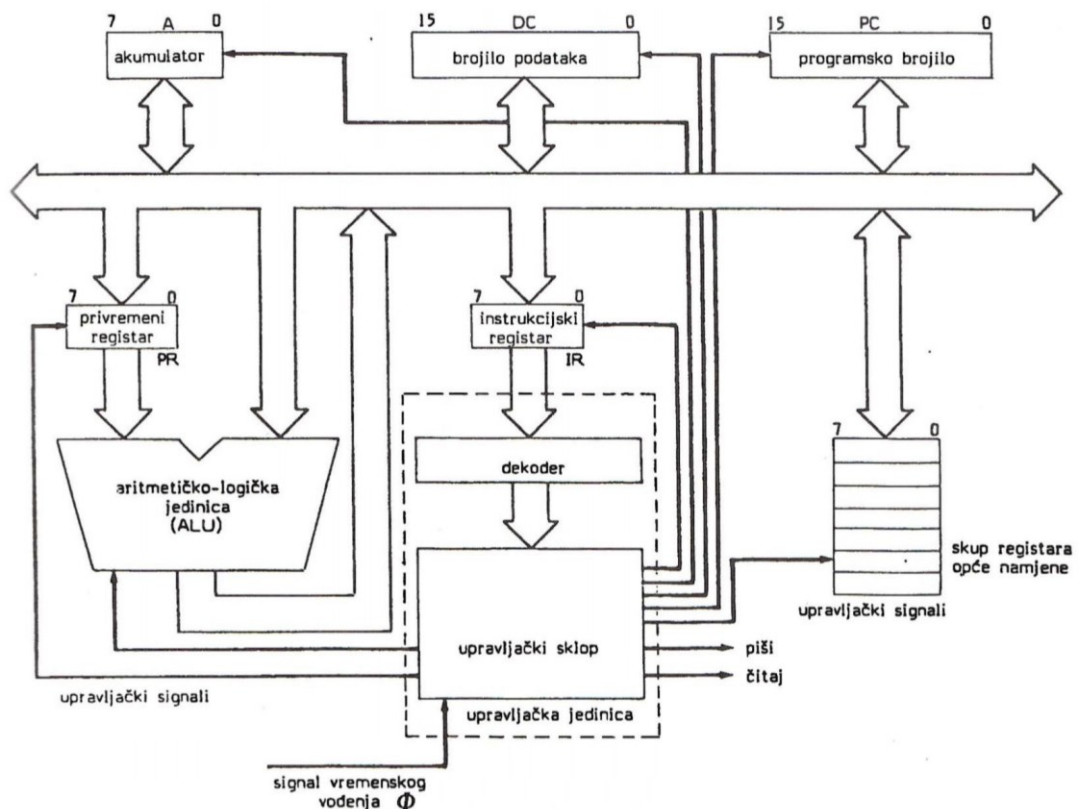 7 A 0
akumulator
15 DC 0
brojilo podataka
15 PC 0
programsko brojilo
7 0
privremeni
registar
PR
7 0
instrukcijski
registar
IR
aritmetičko-logička
jedinica
(ALU)
dekoder
7 0
skup registara
opće namjene
upravljački signali
upravljački sklop
piši
čitaj
upravljački signali
upravljačka jedinica
signal vremenskog
vođenja Φ